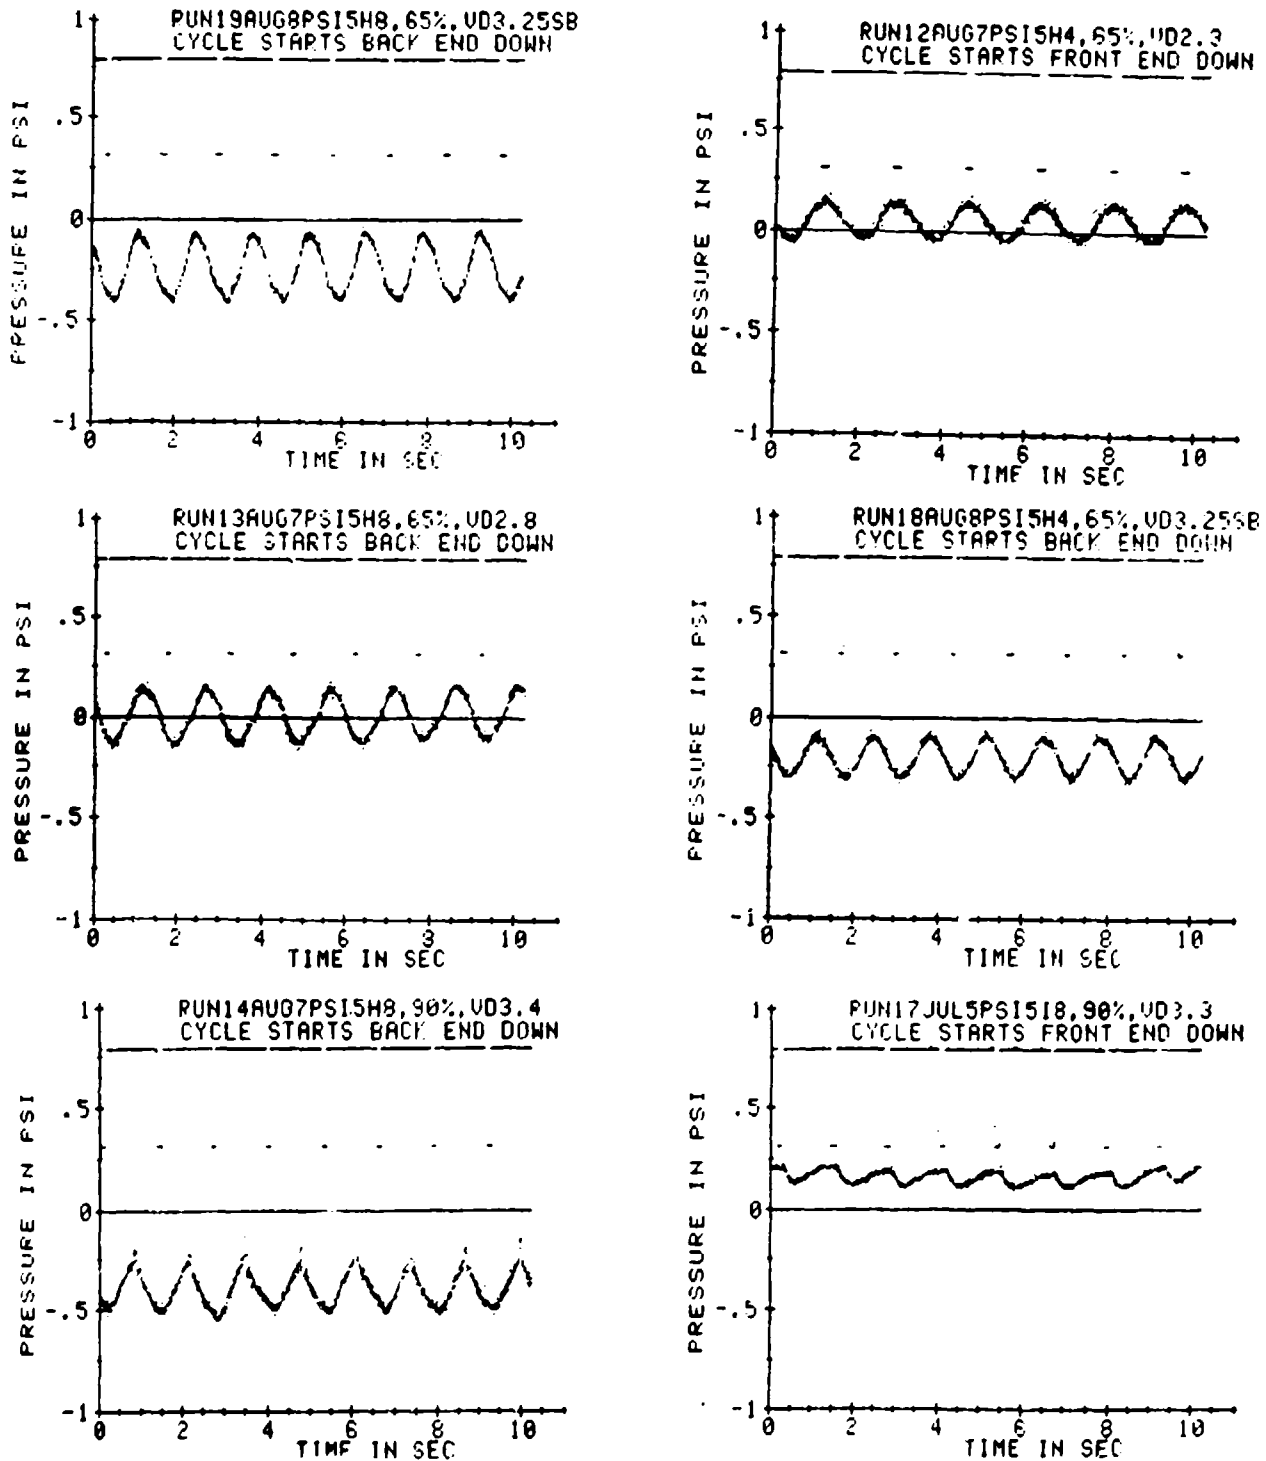 RUN19AUG8PSI5H8,65%,VD3.25SB
CYCLE STARTS BACK END DOWN
1
.5
0
-.5
-1
PRESSURE IN PSI
0 2 4 6 8 10
TIME IN SEC
RUN12AUG7PSI5H4,65%,VD2.3
CYCLE STARTS FRONT END DOWN
1
.5
0
-.5
-1
PRESSURE IN PSI
0 2 4 6 8 10
TIME IN SEC
RUN13AUG7PSI5H8,65%,VD2.8
CYCLE STARTS BACK END DOWN
1
.5
0
-.5
-1
PRESSURE IN PSI
0 2 4 6 8 10
TIME IN SEC
RUN18AUG8PSI5H4,65%,VD3.25SB
CYCLE STARTS BACK END DOWN
1
.5
0
-.5
-1
PRESSURE IN PSI
0 2 4 6 8 10
TIME IN SEC
RUN14AUG7PSI5H8,90%,VD3.4
CYCLE STARTS BACK END DOWN
1
.5
0
-.5
-1
PRESSURE IN PSI
0 2 4 6 8 10
TIME IN SEC
RUN17JUL5PSI5I8,90%,VD3.3
CYCLE STARTS FRONT END DOWN
1
.5
0
-.5
-1
PRESSURE IN PSI
0 2 4 6 8 10
TIME IN SEC